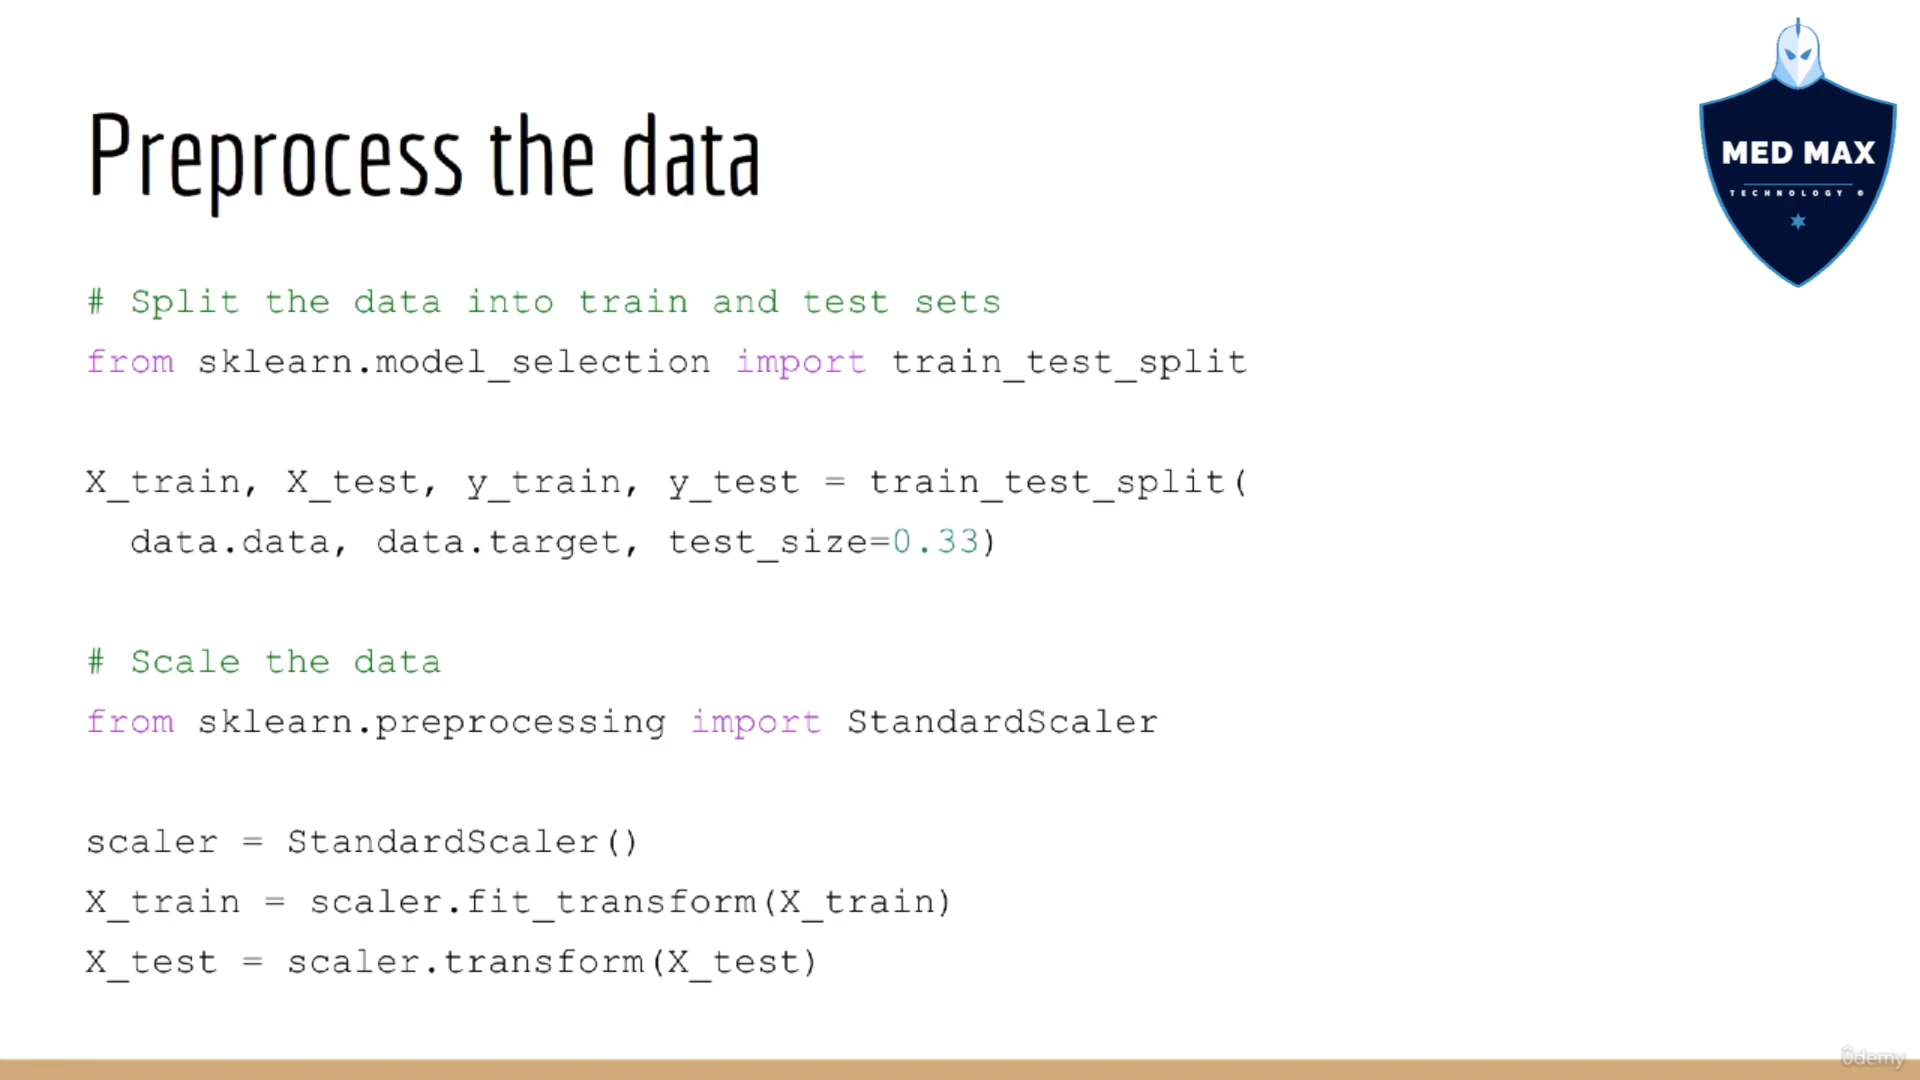 Preprocess the data
MED MAX
TECHNOLOGY
# Split the data into train and test sets
from sklearn.model_selection import train_test_split
X_train, X_test, y_train, y_test = train_test_split(
data.data, data.target, test_size=0.33)
# Scale the data
from sklearn.preprocessing import StandardScaler
scaler = StandardScaler()
X_train = scaler.fit_transform(X_train)
X_test = scaler.transform(X_test)
ûdemy